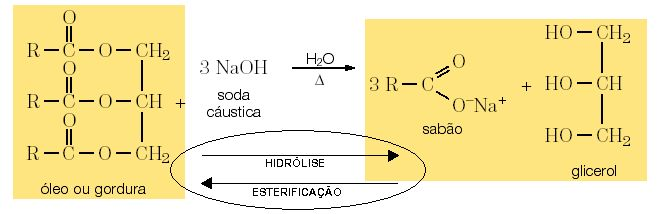 O
R — C — O — CH₂
O
R — C — O — CH
O
R — C — O — CH₂
óleo ou gordura
+
3 NaOH
soda
cáustica
H₂O
Δ
3 R — C
O
O⁻Na⁺
sabão
+
HO — CH₂
HO — CH
HO — CH₂
glicerol
HIDRÓLISE
ESTERIFICAÇÃO